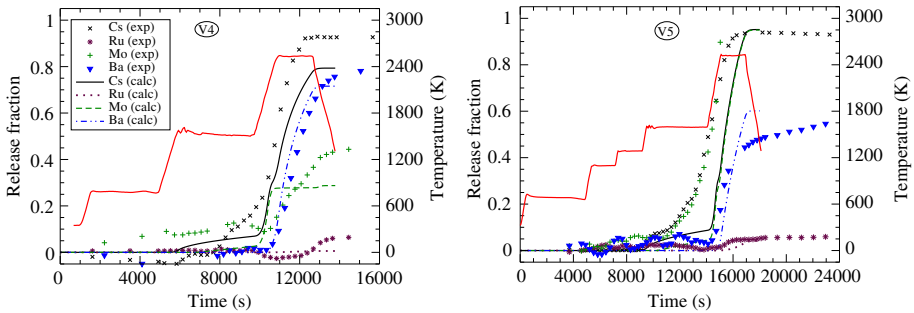 V4
Cs (exp)
Ru (exp)
Mo (exp)
Ba (exp)
Cs (calc)
Ru (calc)
Mo (calc)
Ba (calc)
Release fraction
1
0.8
0.6
0.4
0.2
0
3000
2400
1800
1200
600
0
Temperature (K)
0 4000 8000 12000 16000
Time (s)
V5
Release fraction
1
0.8
0.6
0.4
0.2
0
3000
2400
1800
1200
600
0
Temperature (K)
0 4000 8000 12000 16000 20000 24000
Time (s)